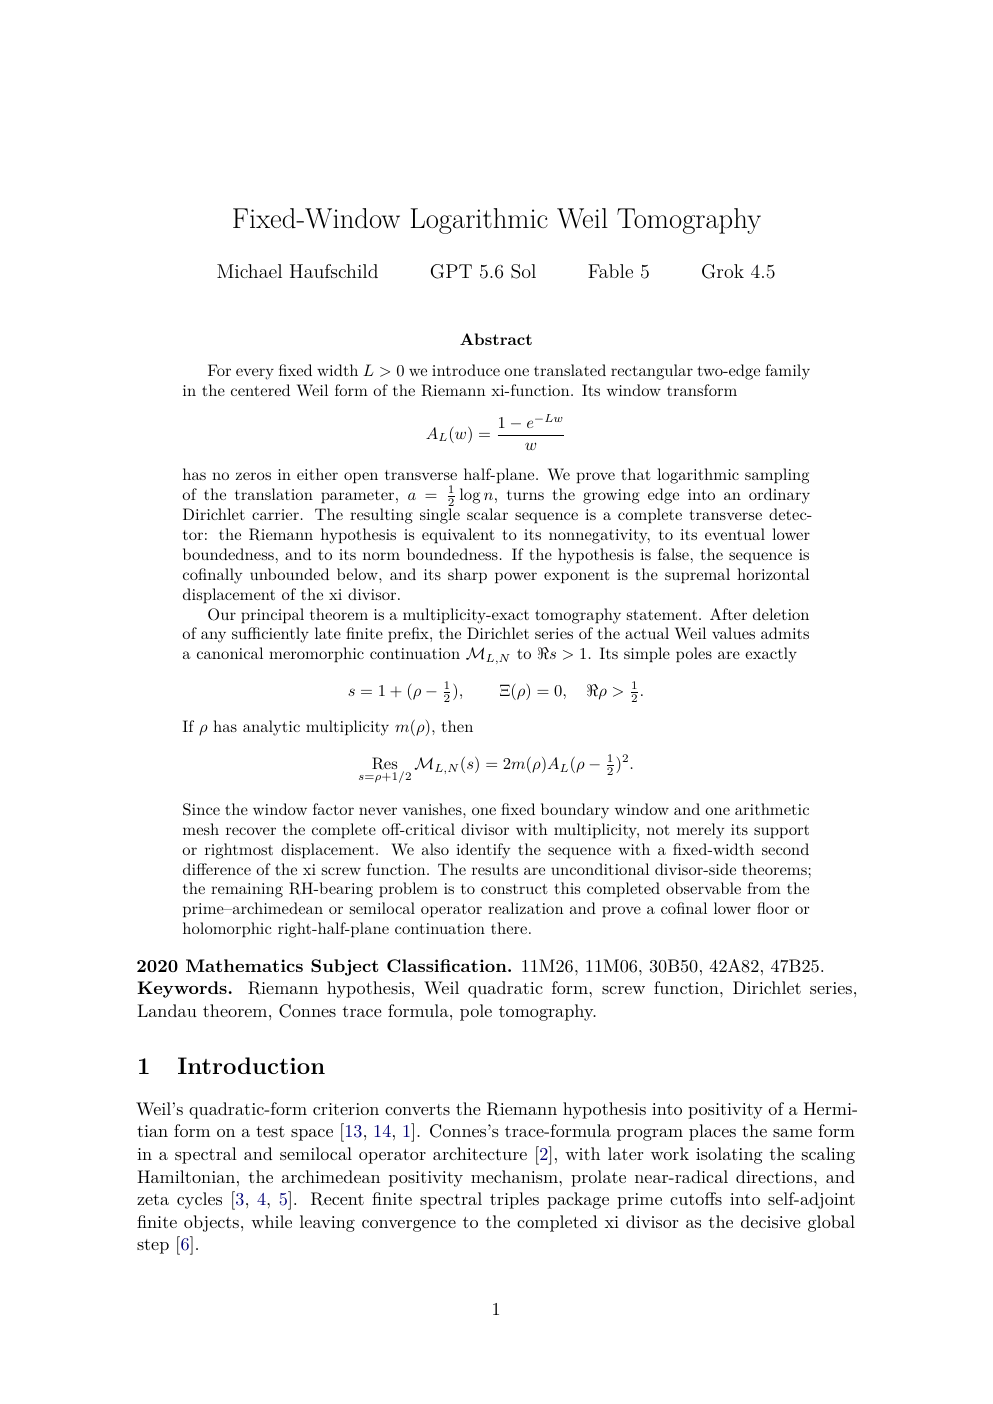 Fixed-Window Logarithmic Weil Tomography
Michael Haufschild GPT 5.6 Sol Fable 5 Grok 4.5
Abstract
For every fixed width L > 0 we introduce one translated rectangular two-edge family
in the centered Weil form of the Riemann xi-function. Its window transform
A_L(w) = \frac{1 − e^{−Lw}}{w}
has no zeros in either open transverse half-plane. We prove that logarithmic sampling
of the translation parameter, a = \frac{1}{2} log n, turns the growing edge into an ordinary
Dirichlet carrier. The resulting single scalar sequence is a complete transverse detec-
tor: the Riemann hypothesis is equivalent to its nonnegativity, to its eventual lower
boundedness, and to its norm boundedness. If the hypothesis is false, the sequence is
cofinally unbounded below, and its sharp power exponent is the supremal horizontal
displacement of the xi divisor.
Our principal theorem is a multiplicity-exact tomography statement. After deletion
of any sufficiently late finite prefix, the Dirichlet series of the actual Weil values admits
a canonical meromorphic continuation ℳ_{L,N} to ℜs > 1. Its simple poles are exactly
s = 1 + (ρ − \frac{1}{2}), Ξ(ρ) = 0, ℜρ > \frac{1}{2}.
If ρ has analytic multiplicity m(ρ), then
Res_{s=ρ+1/2} ℳ_{L,N}(s) = 2m(ρ)A_L(ρ − \frac{1}{2})^2.
Since the window factor never vanishes, one fixed boundary window and one arithmetic
mesh recover the complete off-critical divisor with multiplicity, not merely its support
or rightmost displacement. We also identify the sequence with a fixed-width second
difference of the xi screw function. The results are unconditional divisor-side theorems;
the remaining RH-bearing problem is to construct this completed observable from the
prime–archimedean or semilocal operator realization and prove a cofinal lower floor or
holomorphic right-half-plane continuation there.
2020 Mathematics Subject Classification. 11M26, 11M06, 30B50, 42A82, 47B25.
Keywords. Riemann hypothesis, Weil quadratic form, screw function, Dirichlet series,
Landau theorem, Connes trace formula, pole tomography.
1 Introduction
Weil's quadratic-form criterion converts the Riemann hypothesis into positivity of a Hermi-
tian form on a test space [13, 14, 1]. Connes's trace-formula program places the same form
in a spectral and semilocal operator architecture [2], with later work isolating the scaling
Hamiltonian, the archimedean positivity mechanism, prolate near-radical directions, and
zeta cycles [3, 4, 5]. Recent finite spectral triples package prime cutoffs into self-adjoint
finite objects, while leaving convergence to the completed xi divisor as the decisive global
step [6].
1